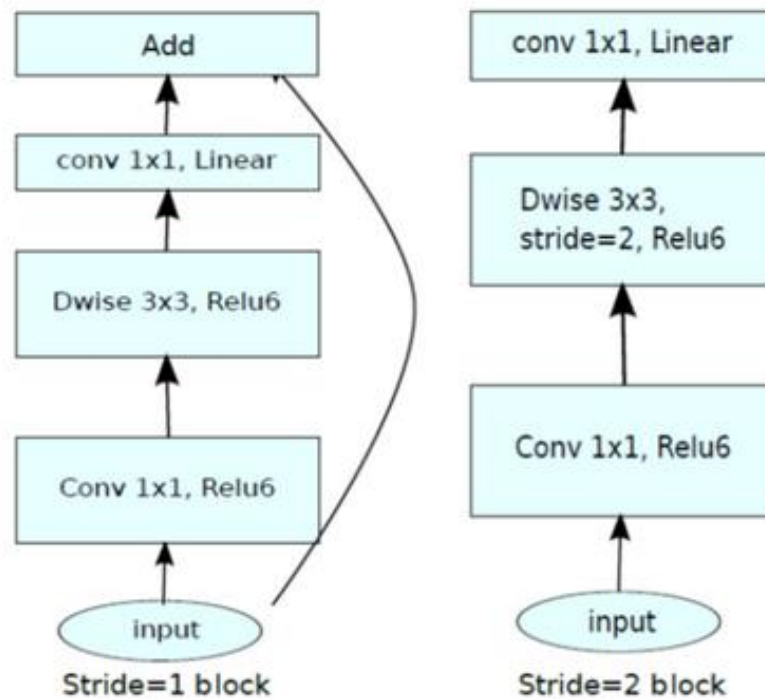 Add
conv 1x1, Linear
Dwise 3x3, Relu6
Conv 1x1, Relu6
input
Stride=1 block
conv 1x1, Linear
Dwise 3x3,
stride=2, Relu6
Conv 1x1, Relu6
input
Stride=2 block